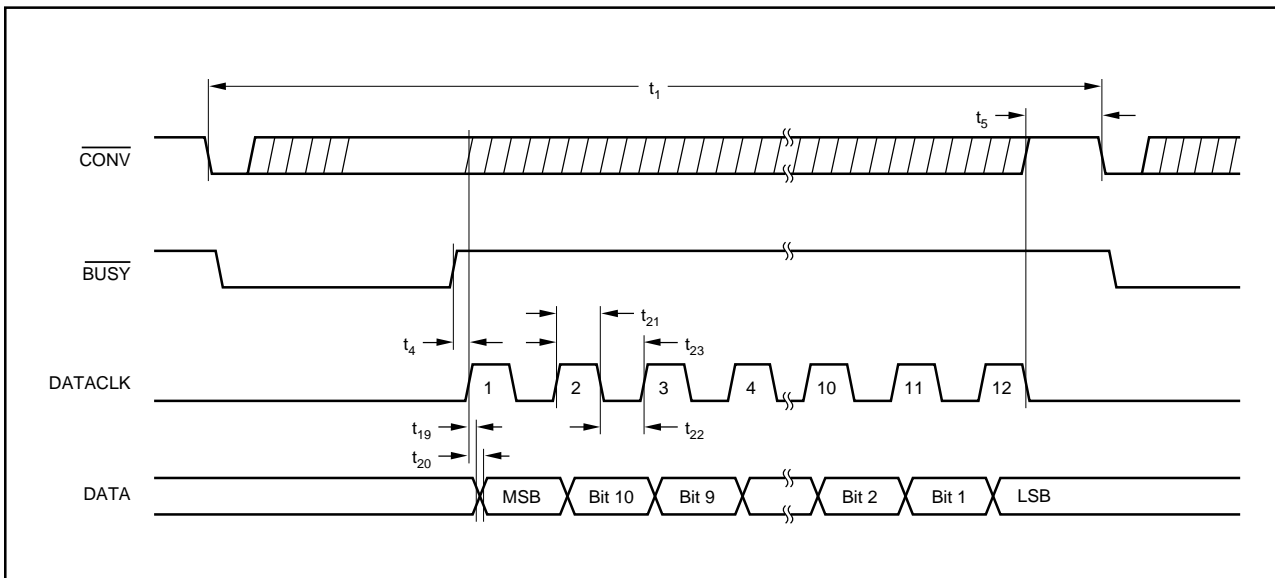 t₁
t₅
CONV
BUSY
t₂₁
t₄
t₂₃
DATACLK
1 2 3 4 10 11 12
t₁₉
t₂₂
t₂₀
DATA
MSB Bit 10 Bit 9 Bit 2 Bit 1 LSB